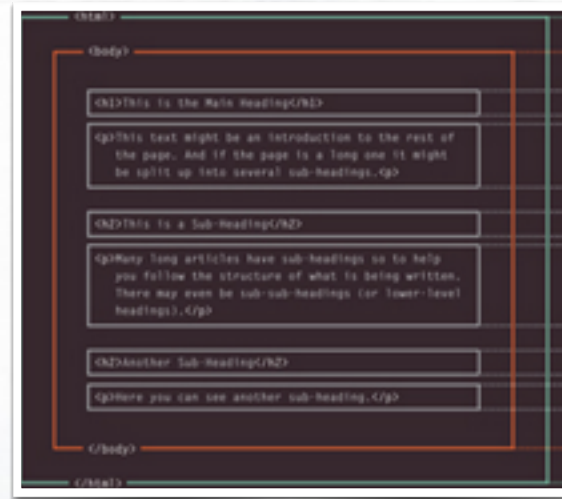 <html>
<body>
<h1>This is the Main Heading</h1>
<p>This text might be an introduction to the rest of
the page. And if the page is a long one it might
be split up into several sub-headings.<p>
<h2>This is a Sub-Heading</h2>
<p>Many long articles have sub-headings so to help
you follow the structure of what is being written.
There may even be sub-sub-headings (or lower-level
headings).</p>
<h2>Another Sub-Heading</h2>
<p>Here you can see another sub-heading.</p>
</body>
</html>